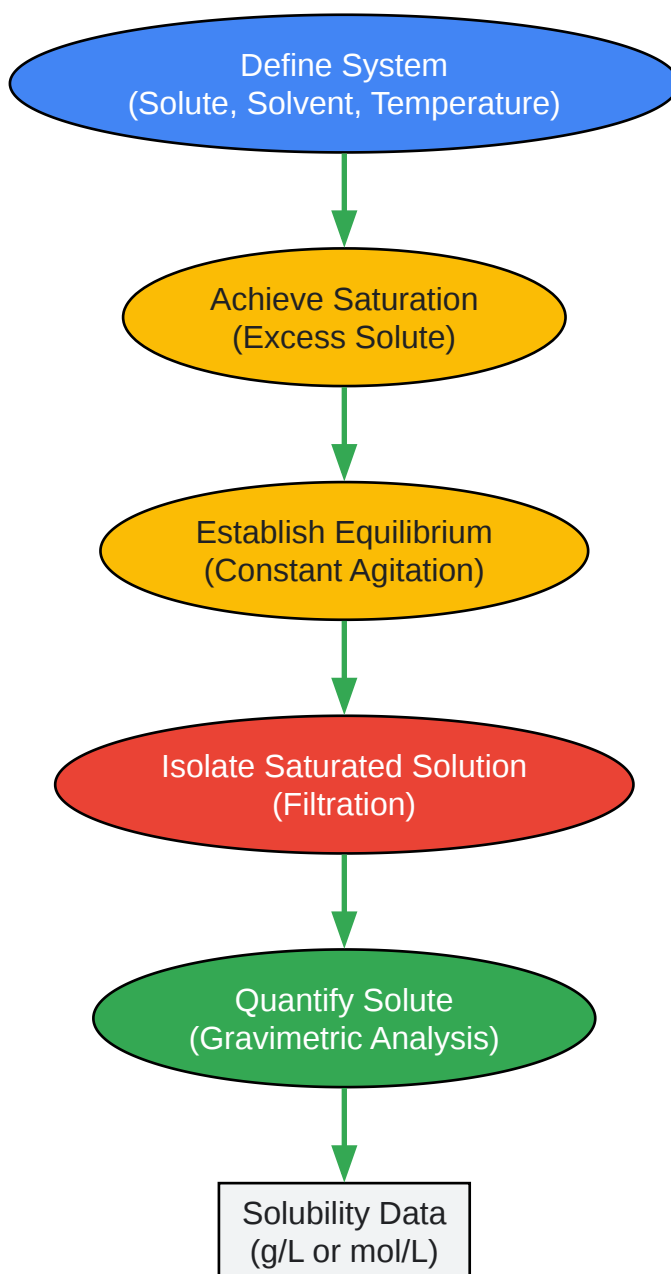 Define System
(Solute, Solvent, Temperature)
Achieve Saturation
(Excess Solute)
Establish Equilibrium
(Constant Agitation)
Isolate Saturated Solution
(Filtration)
Quantify Solute
(Gravimetric Analysis)
Solubility Data
(g/L or mol/L)